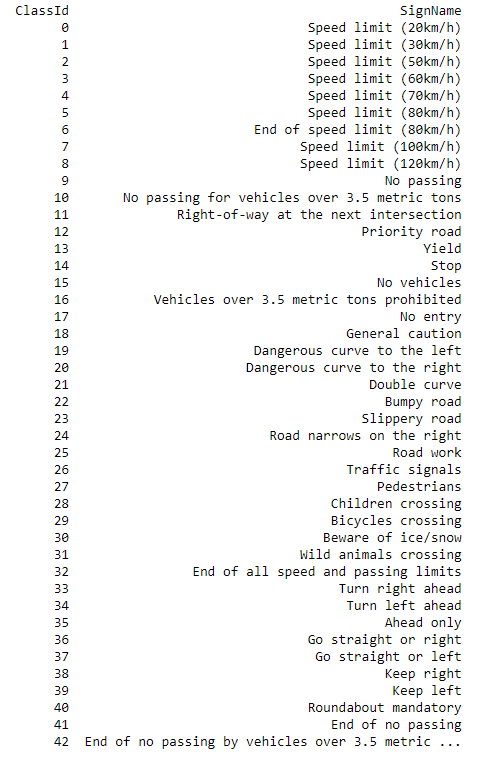 ClassId SignName
0 Speed limit (20km/h)
1 Speed limit (30km/h)
2 Speed limit (50km/h)
3 Speed limit (60km/h)
4 Speed limit (70km/h)
5 Speed limit (80km/h)
6 End of speed limit (80km/h)
7 Speed limit (100km/h)
8 Speed limit (120km/h)
9 No passing
10 No passing for vehicles over 3.5 metric tons
11 Right-of-way at the next intersection
12 Priority road
13 Yield
14 Stop
15 No vehicles
16 Vehicles over 3.5 metric tons prohibited
17 No entry
18 General caution
19 Dangerous curve to the left
20 Dangerous curve to the right
21 Double curve
22 Bumpy road
23 Slippery road
24 Road narrows on the right
25 Road work
26 Traffic signals
27 Pedestrians
28 Children crossing
29 Bicycles crossing
30 Beware of ice/snow
31 Wild animals crossing
32 End of all speed and passing limits
33 Turn right ahead
34 Turn left ahead
35 Ahead only
36 Go straight or right
37 Go straight or left
38 Keep right
39 Keep left
40 Roundabout mandatory
41 End of no passing
42 End of no passing by vehicles over 3.5 metric ...